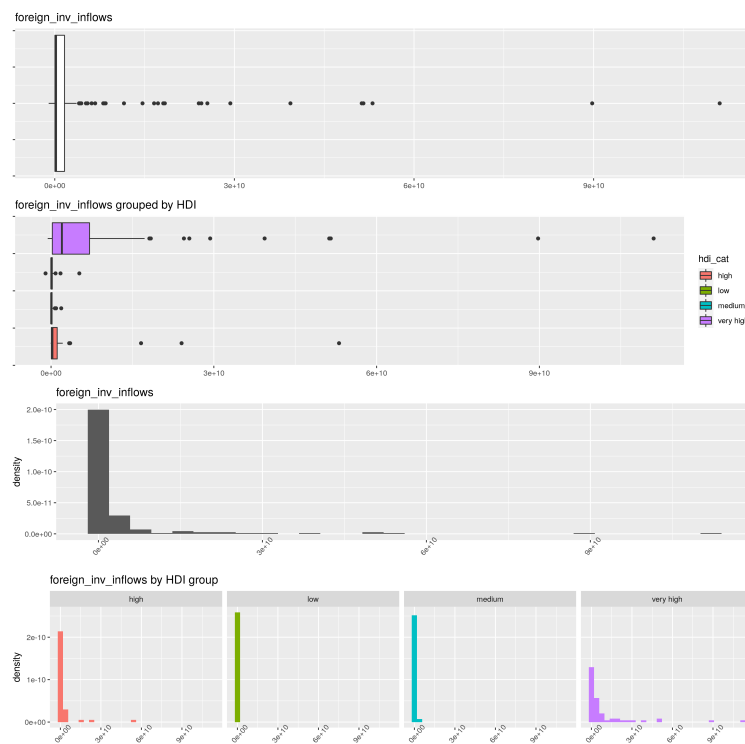 foreign_inv_inflows
0e+00 3e+10 6e+10 9e+10
foreign_inv_inflows grouped by HDI
hdi_cat
high
low
medium
very hig
0e+00 3e+10 6e+10 9e+10
foreign_inv_inflows
density
2.0e-10
1.5e-10
1.0e-10
5.0e-11
0.0e+00
0e+00 3e+10 6e+10 9e+10
foreign_inv_inflows by HDI group
high low medium very high
density
2e-10
1e-10
0e+00
0e+00 3e+10 6e+10 9e+10 0e+00 3e+10 6e+10 9e+10 0e+00 3e+10 6e+10 9e+10 0e+00 3e+10 6e+10 9e+10